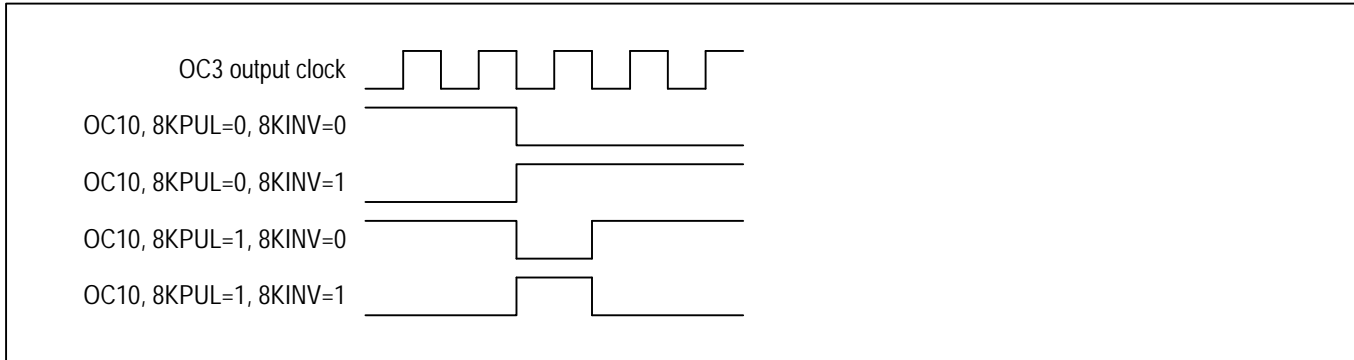 OC3 output clock
OC10, 8KPUL=0, 8KINV=0
OC10, 8KPUL=0, 8KINV=1
OC10, 8KPUL=1, 8KINV=0
OC10, 8KPUL=1, 8KINV=1